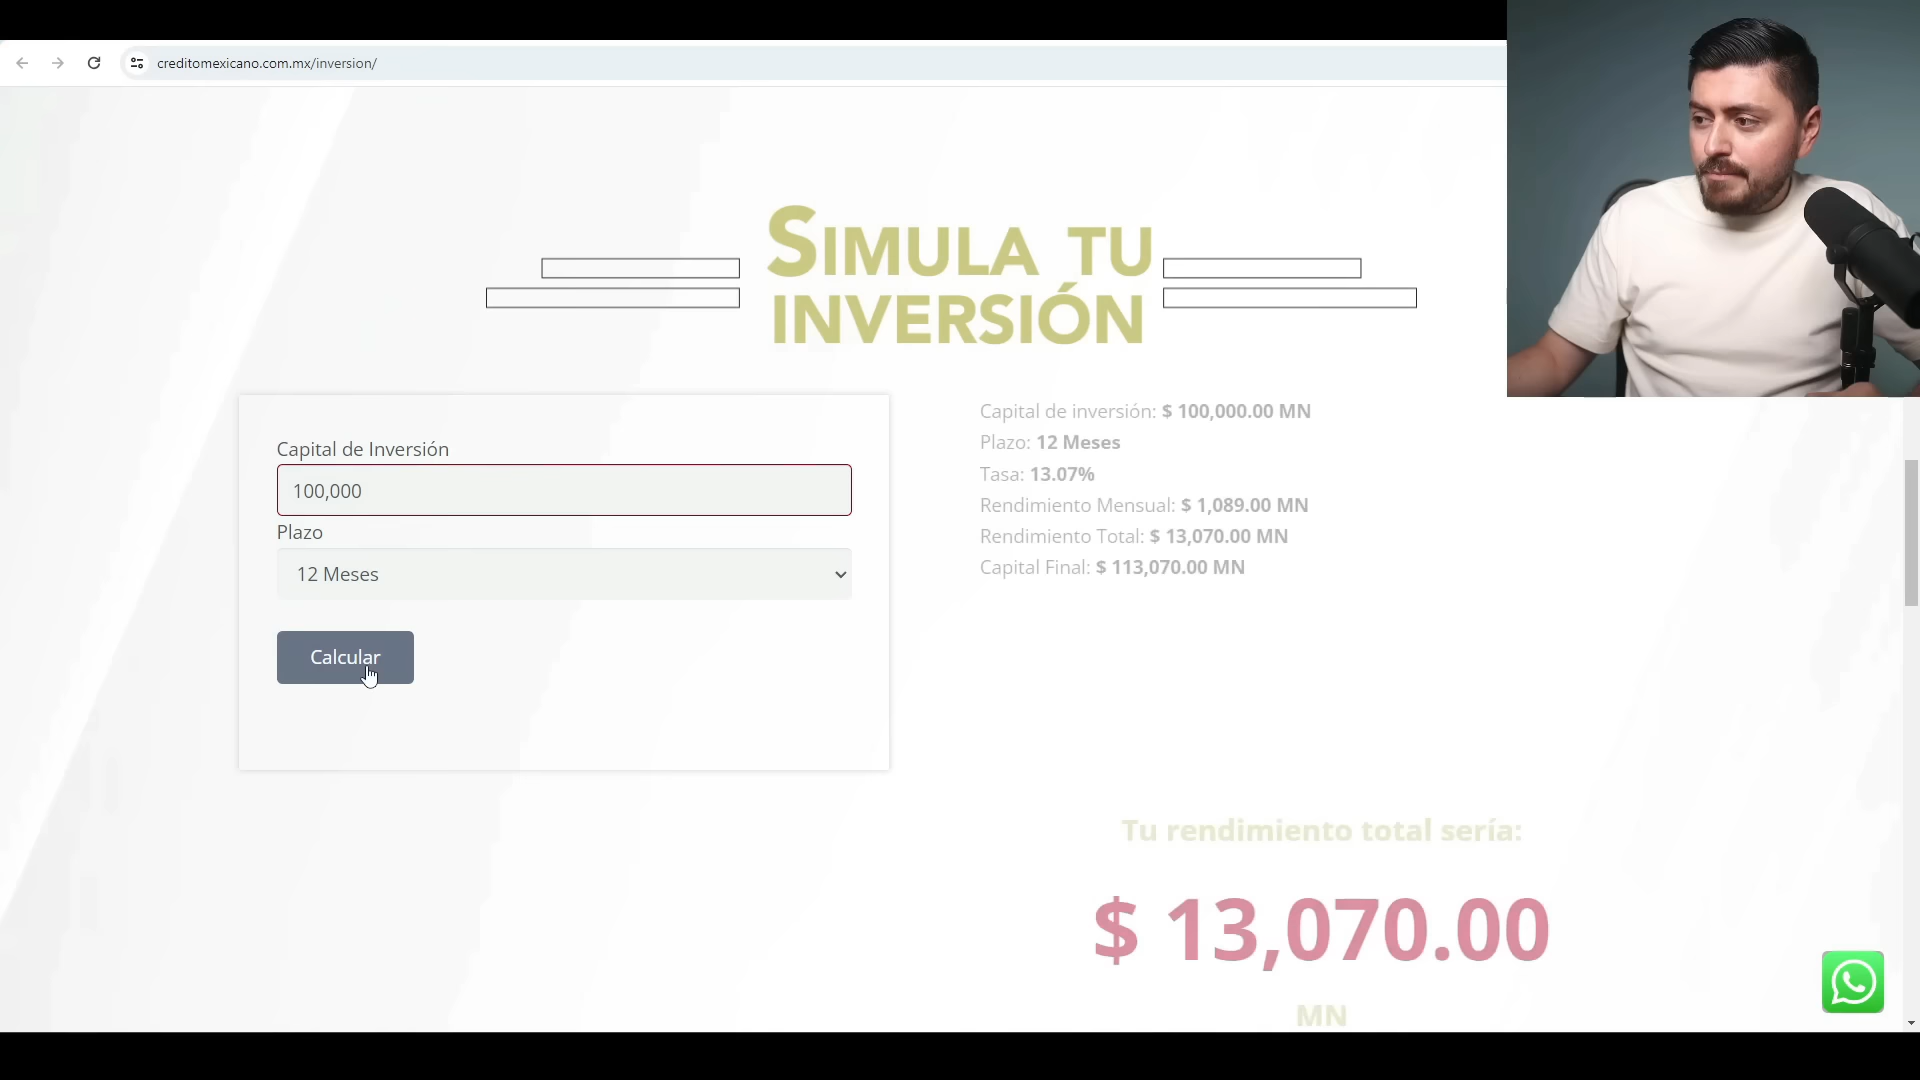 creditomexicano.com.mx/inversion/
SIMULA TU
INVERSIÓN
Capital de Inversión
100,000
Plazo
12 Meses
Calcular
Capital de inversión: $ 100,000.00 MN
Plazo: 12 Meses
Tasa: 13.07%
Rendimiento Mensual: $ 1,089.00 MN
Rendimiento Total: $ 13,070.00 MN
Capital Final: $ 113,070.00 MN
Tu rendimiento total sería:
$ 13,070.00
MN